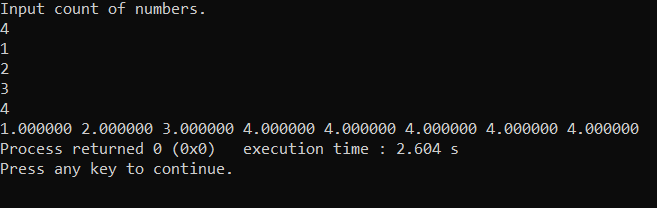 Input count of numbers.
4
1
2
3
4
1.000000 2.000000 3.000000 4.000000 4.000000 4.000000 4.000000 4.000000
Process returned 0 (0x0)   execution time : 2.604 s
Press any key to continue.